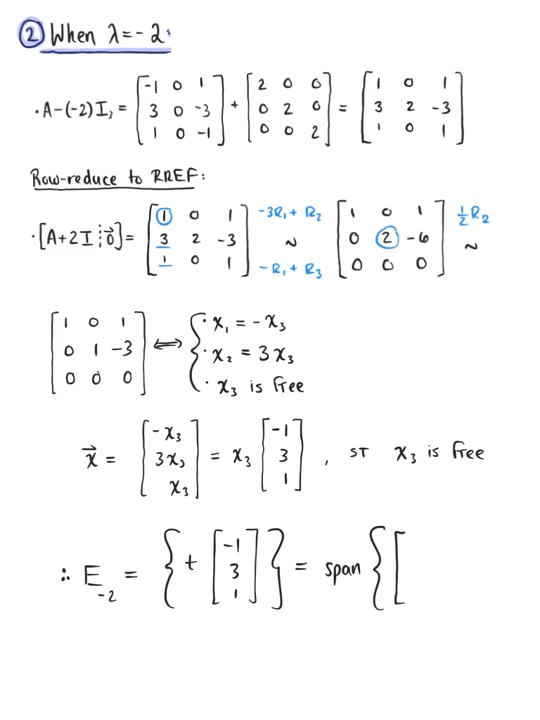 ② When λ=-2:
· A-(-2)I₃ = [-1 0 1; 3 0 -3; 1 0 -1] + [2 0 0; 0 2 0; 0 0 2] = [1 0 1; 3 2 -3; 1 0 1]
Row-reduce to RREF:
· [A+2I ⋮ 0⃗] = [1 0 1; 3 2 -3; 1 0 1] -3R₁+R₂ ~ -R₁+R₃ [1 0 1; 0 2 -6; 0 0 0] ½R₂ ~
[1 0 1; 0 1 -3; 0 0 0] ⟺ { · x₁ = -x₃
· x₂ = 3x₃
· x₃ is free
x⃗ = [-x₃; 3x₃; x₃] = x₃ [-1; 3; 1] , ST x₃ is free
∴ E₋₂ = { t [-1; 3; 1] } = span { [